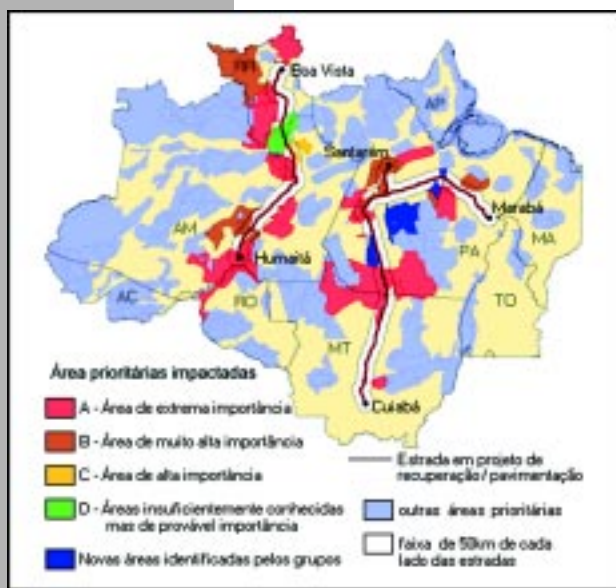 RR
Boa Vista
AP
Santarém
Marabá
AM
PA
MA
Humaitá
AC
RO
TO
MT
Cuiabá
Área prioritárias impactadas
A - Área de extrema importância
B - Área de muito alta importância
C - Área de alta importância
D - Áreas insuficientemente conhecidas
mas de provável importância
Novas áreas identificadas pelos grupos
Estrada em projeto de
recuperação/pavimentação
outras áreas prioritárias
faixa de 50km de cada
lado das estradas